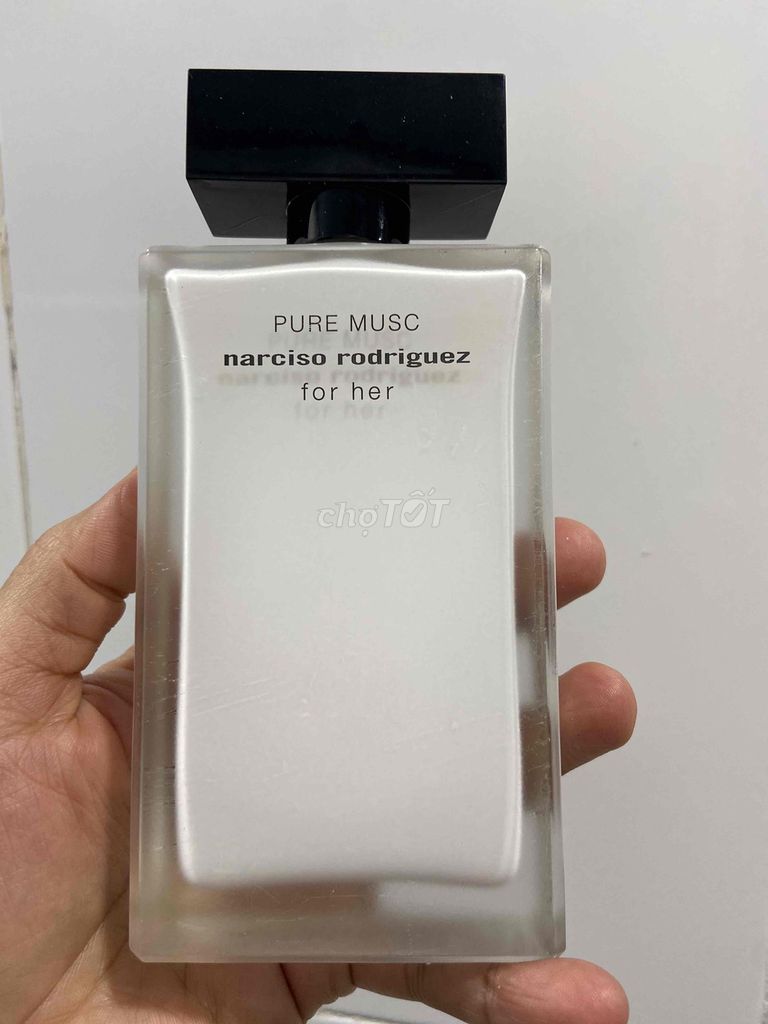 PURE MUSC
narciso rodriguez
for her
chợTỐT